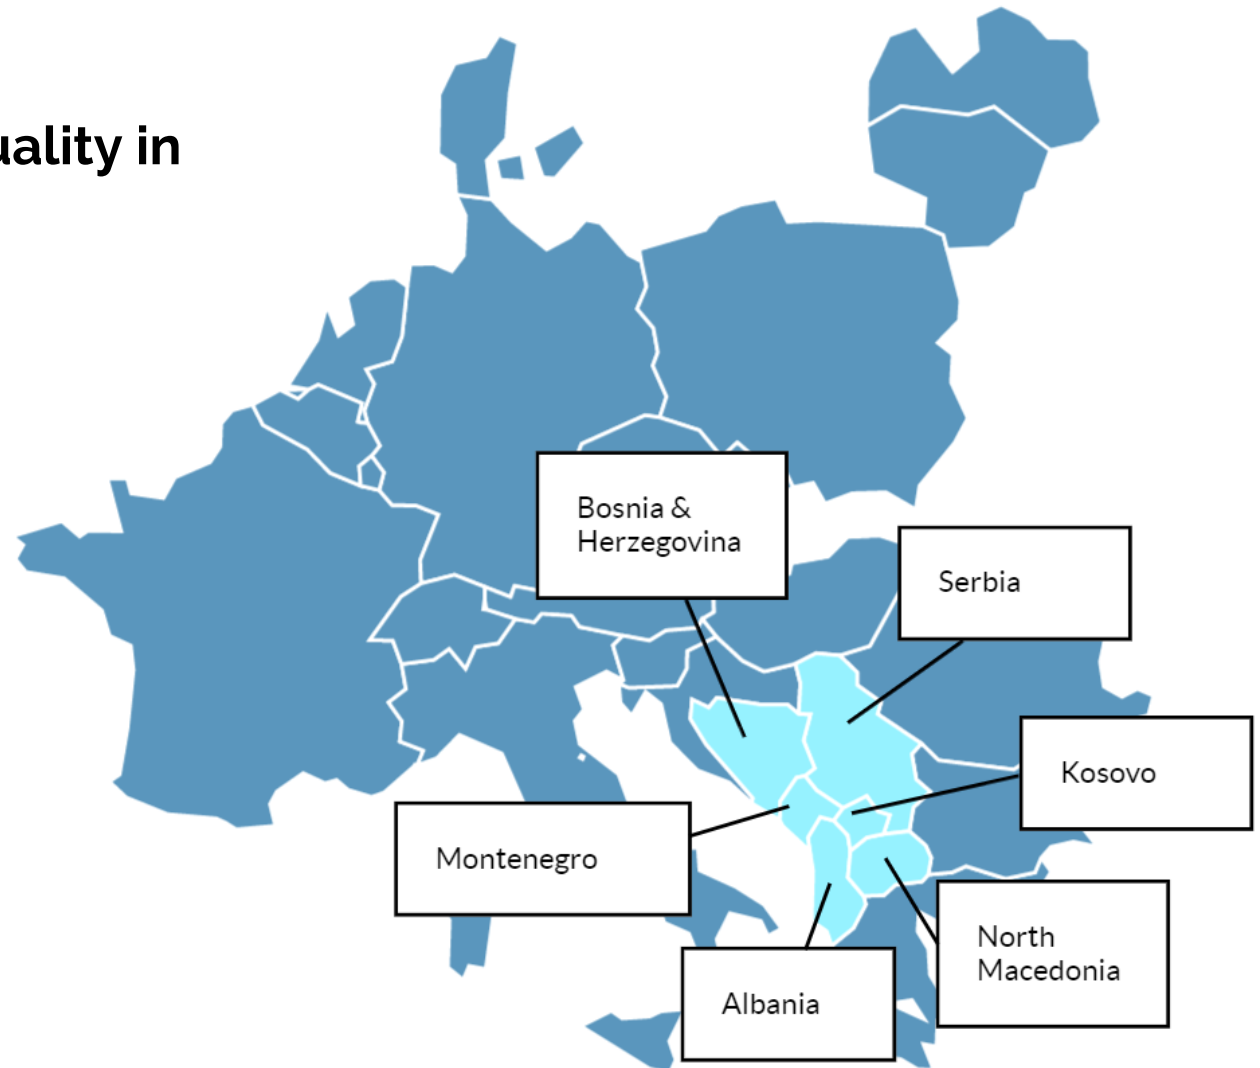 uality in
Bosnia &
Herzegovina
Serbia
Kosovo
Montenegro
North
Macedonia
Albania